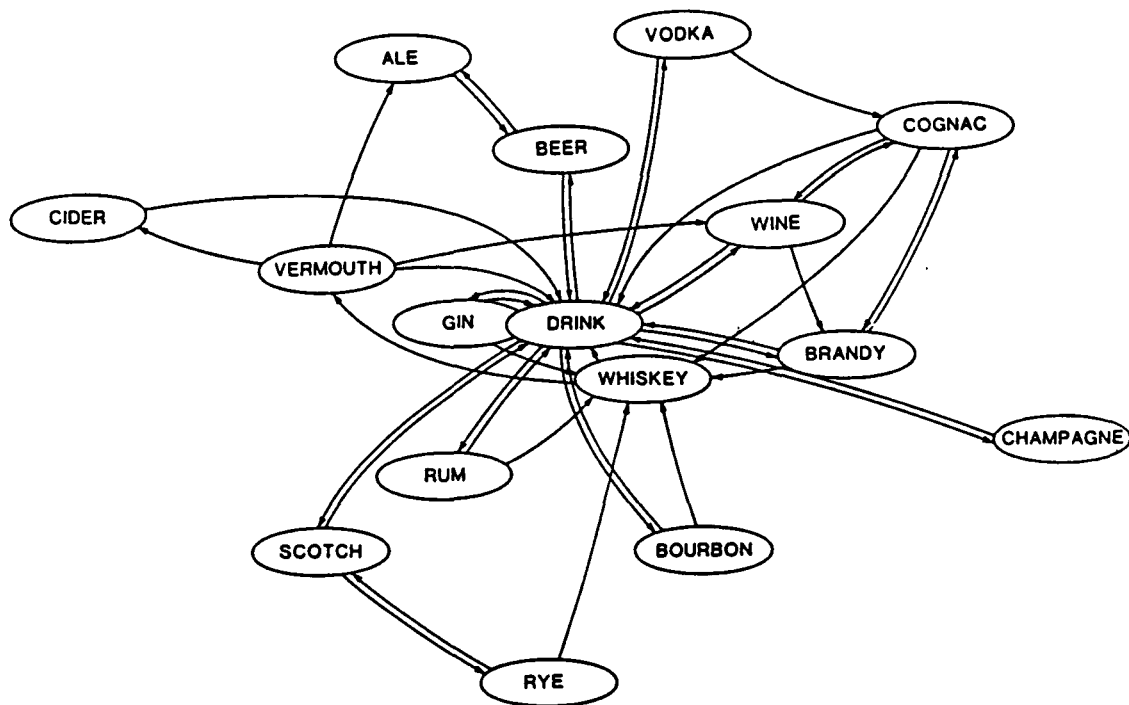 VODKA
ALE
COGNAC
BEER
CIDER
WINE
VERMOUTH
GIN
DRINK
BRANDY
WHISKEY
CHAMPAGNE
RUM
SCOTCH
BOURBON
RYE